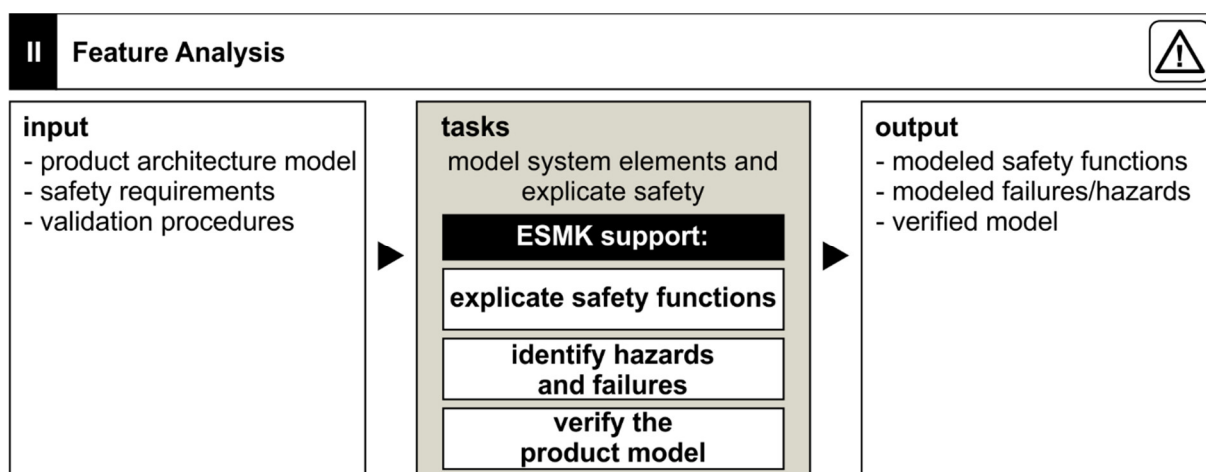 II Feature Analysis
input
- product architecture model
- safety requirements
- validation procedures
tasks
model system elements and
explicate safety
ESMK support:
explicate safety functions
identify hazards
and failures
verify the
product model
output
- modeled safety functions
- modeled failures/hazards
- verified model